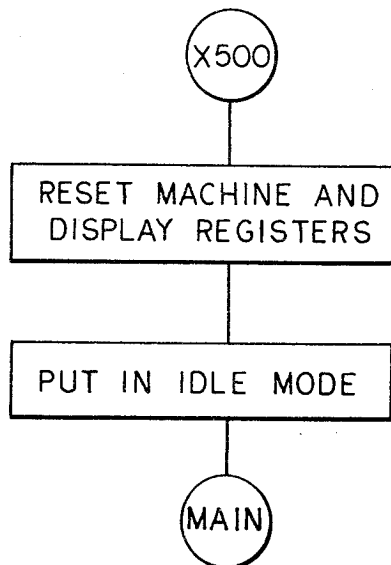 X500
RESET MACHINE AND
DISPLAY REGISTERS
PUT IN IDLE MODE
MAIN